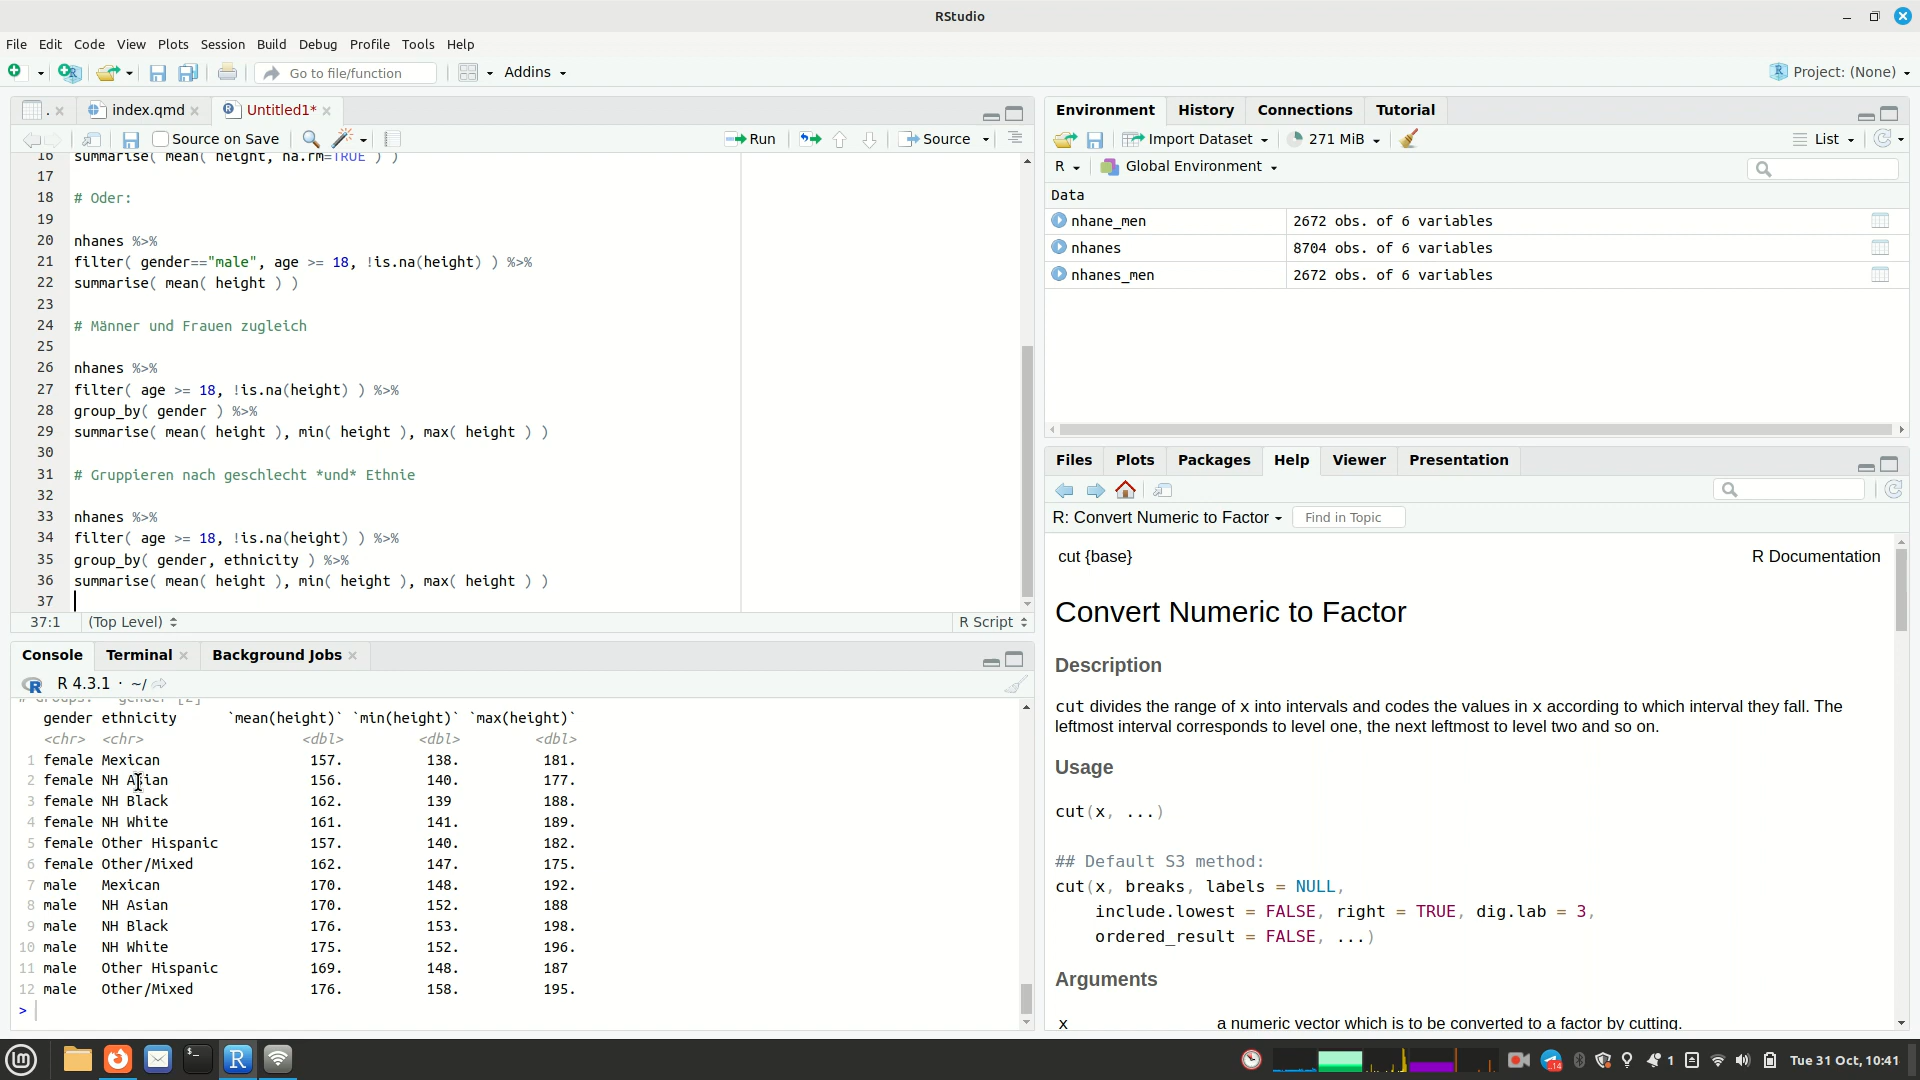 RStudio
File Edit Code View Plots Session Build Debug Profile Tools Help
Go to file/function Addins Project: (None)
. index.qmd Untitled1*
Source on Save Run Source
16 summarise( mean( height, na.rm=TRUE ) )
17
18 # Oder:
19
20 nhanes %>%
21 filter( gender=="male", age >= 18, !is.na(height) ) %>%
22 summarise( mean( height ) )
23
24 # Männer und Frauen zugleich
25
26 nhanes %>%
27 filter( age >= 18, !is.na(height) ) %>%
28 group_by( gender ) %>%
29 summarise( mean( height ), min( height ), max( height ) )
30
31 # Gruppieren nach geschlecht *und* Ethnie
32
33 nhanes %>%
34 filter( age >= 18, !is.na(height) ) %>%
35 group_by( gender, ethnicity ) %>%
36 summarise( mean( height ), min( height ), max( height ) )
37
37:1 (Top Level) R Script
Console Terminal Background Jobs
R 4.3.1 · ~/
gender ethnicity `mean(height)` `min(height)` `max(height)`
<chr> <chr> <dbl> <dbl> <dbl>
1 female Mexican 157. 138. 181.
2 female NH Asian 156. 140. 177.
3 female NH Black 162. 139 188.
4 female NH White 161. 141. 189.
5 female Other Hispanic 157. 140. 182.
6 female Other/Mixed 162. 147. 175.
7 male Mexican 170. 148. 192.
8 male NH Asian 170. 152. 188
9 male NH Black 176. 153. 198.
10 male NH White 175. 152. 196.
11 male Other Hispanic 169. 148. 187
12 male Other/Mixed 176. 158. 195.
>
Environment History Connections Tutorial
Import Dataset 271 MiB List
R Global Environment
Data
nhane_men 2672 obs. of 6 variables
nhanes 8704 obs. of 6 variables
nhanes_men 2672 obs. of 6 variables
Files Plots Packages Help Viewer Presentation
R: Convert Numeric to Factor Find in Topic
cut {base} R Documentation
Convert Numeric to Factor
Description
cut divides the range of x into intervals and codes the values in x according to which interval they fall. The
leftmost interval corresponds to level one, the next leftmost to level two and so on.
Usage
cut(x, ...)
## Default S3 method:
cut(x, breaks, labels = NULL,
include.lowest = FALSE, right = TRUE, dig.lab = 3,
ordered_result = FALSE, ...)
Arguments
x a numeric vector which is to be converted to a factor by cutting.
1 Tue 31 Oct, 10:41